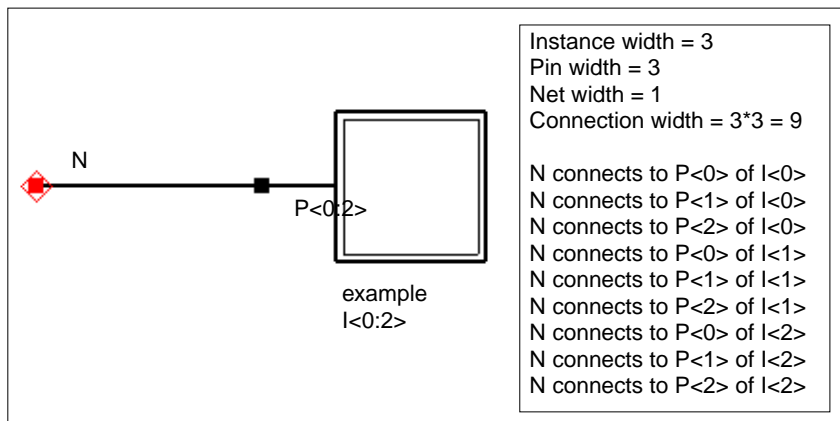 N
P<0:2>
example
I<0:2>
Instance width = 3
Pin width = 3
Net width = 1
Connection width = 3*3 = 9
N connects to P<0> of I<0>
N connects to P<1> of I<0>
N connects to P<2> of I<0>
N connects to P<0> of I<1>
N connects to P<1> of I<1>
N connects to P<2> of I<1>
N connects to P<0> of I<2>
N connects to P<1> of I<2>
N connects to P<2> of I<2>